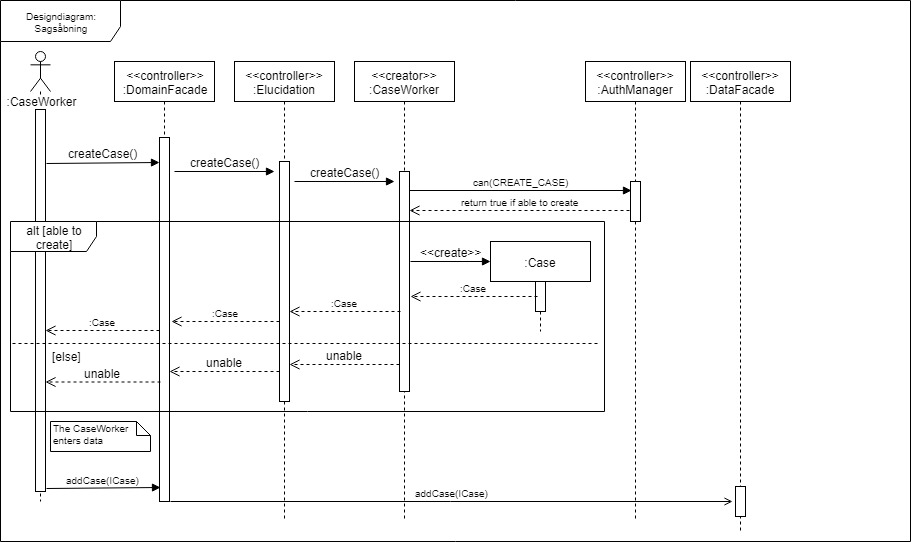 Designdiagram:
Sagsåbning
:CaseWorker
<<controller>>
:DomainFacade
<<controller>>
:Elucidation
<<creator>>
:CaseWorker
<<controller>>
:AuthManager
<<controller>>
:DataFacade
createCase()
createCase()
createCase()
can(CREATE_CASE)
return true if able to create
alt [able to
create]
<<create>>
:Case
:Case
:Case
:Case
:Case
[else]
unable
unable
unable
The CaseWorker
enters data
addCase(ICase)
addCase(ICase)